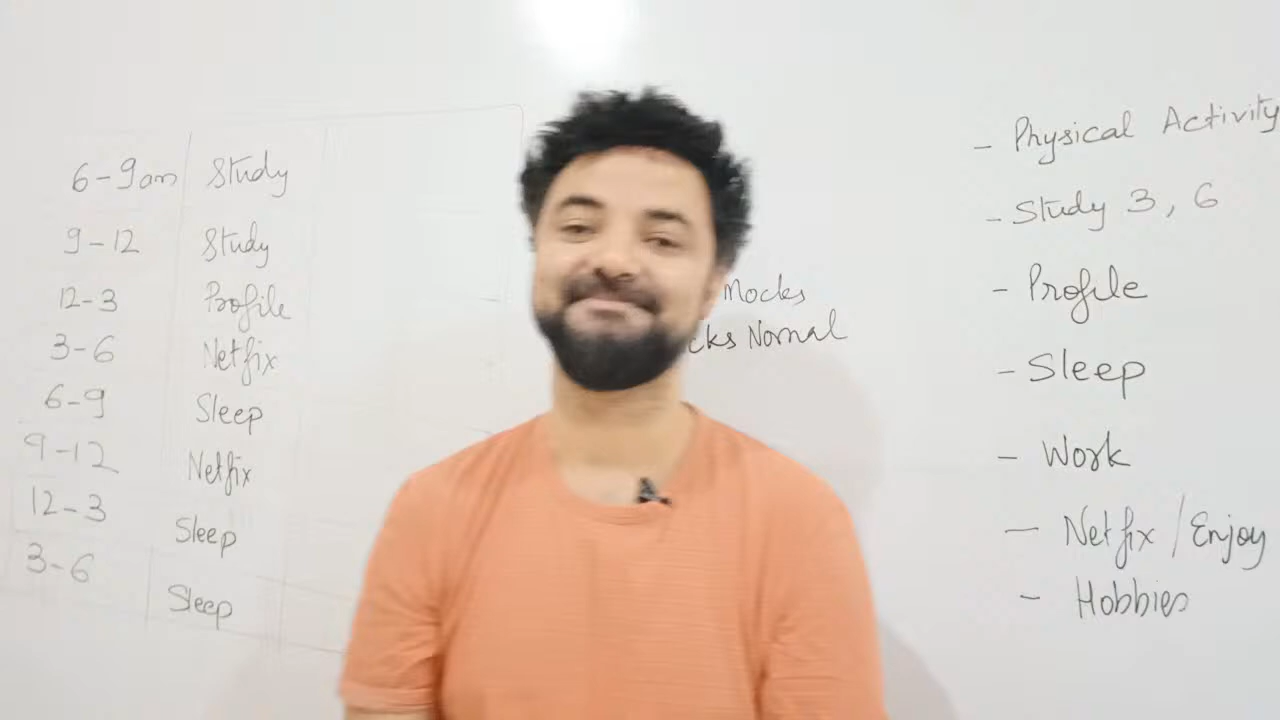 6-9am Study
9-12 Study
12-3 Profile
3-6 Netfix
6-9 Sleep
9-12 Netfix
12-3 Sleep
3-6 Sleep
Mocks
cks Normal
- Physical Activity
- Study 3, 6
- Profile
- Sleep
- Work
- Netfix / Enjoy
- Hobbies